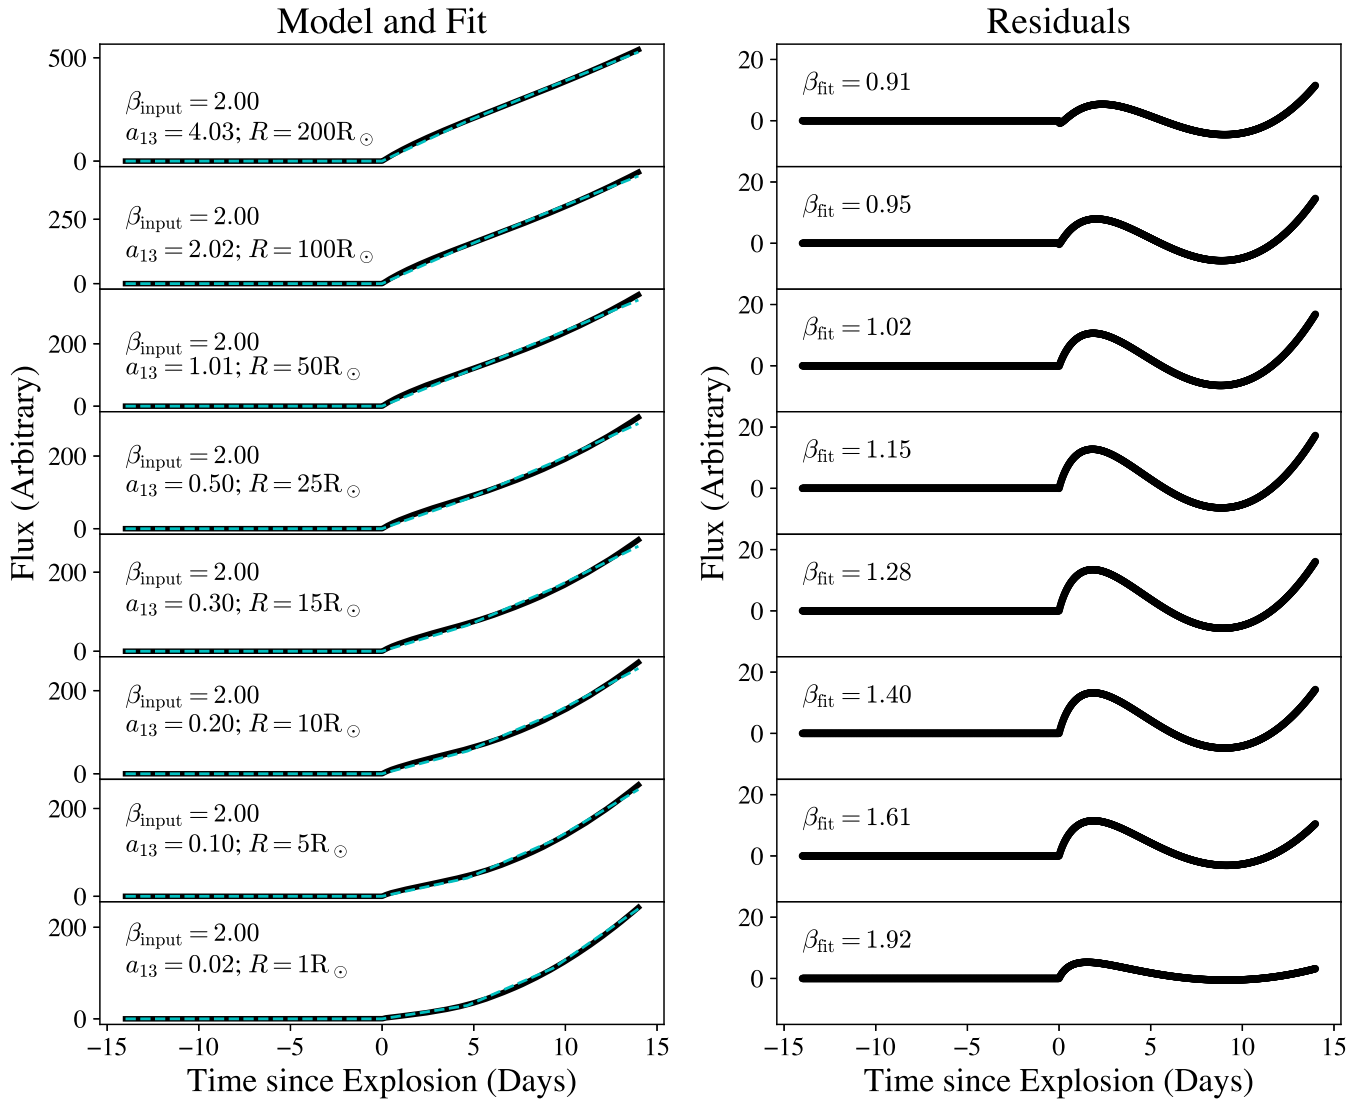 Model and Fit
Residuals
Flux (Arbitrary)
500
0
β_input = 2.00
a_13 = 4.03; R = 200R_⊙
250
0
β_input = 2.00
a_13 = 2.02; R = 100R_⊙
200
0
β_input = 2.00
a_13 = 1.01; R = 50R_⊙
200
0
β_input = 2.00
a_13 = 0.50; R = 25R_⊙
200
0
β_input = 2.00
a_13 = 0.30; R = 15R_⊙
200
0
β_input = 2.00
a_13 = 0.20; R = 10R_⊙
200
0
β_input = 2.00
a_13 = 0.10; R = 5R_⊙
200
0
β_input = 2.00
a_13 = 0.02; R = 1R_⊙
−15 −10 −5 0 5 10 15
Time since Explosion (Days)
Flux (Arbitrary)
20
0
β_fit = 0.91
20
0
β_fit = 0.95
20
0
β_fit = 1.02
20
0
β_fit = 1.15
20
0
β_fit = 1.28
20
0
β_fit = 1.40
20
0
β_fit = 1.61
20
0
β_fit = 1.92
−15 −10 −5 0 5 10 15
Time since Explosion (Days)